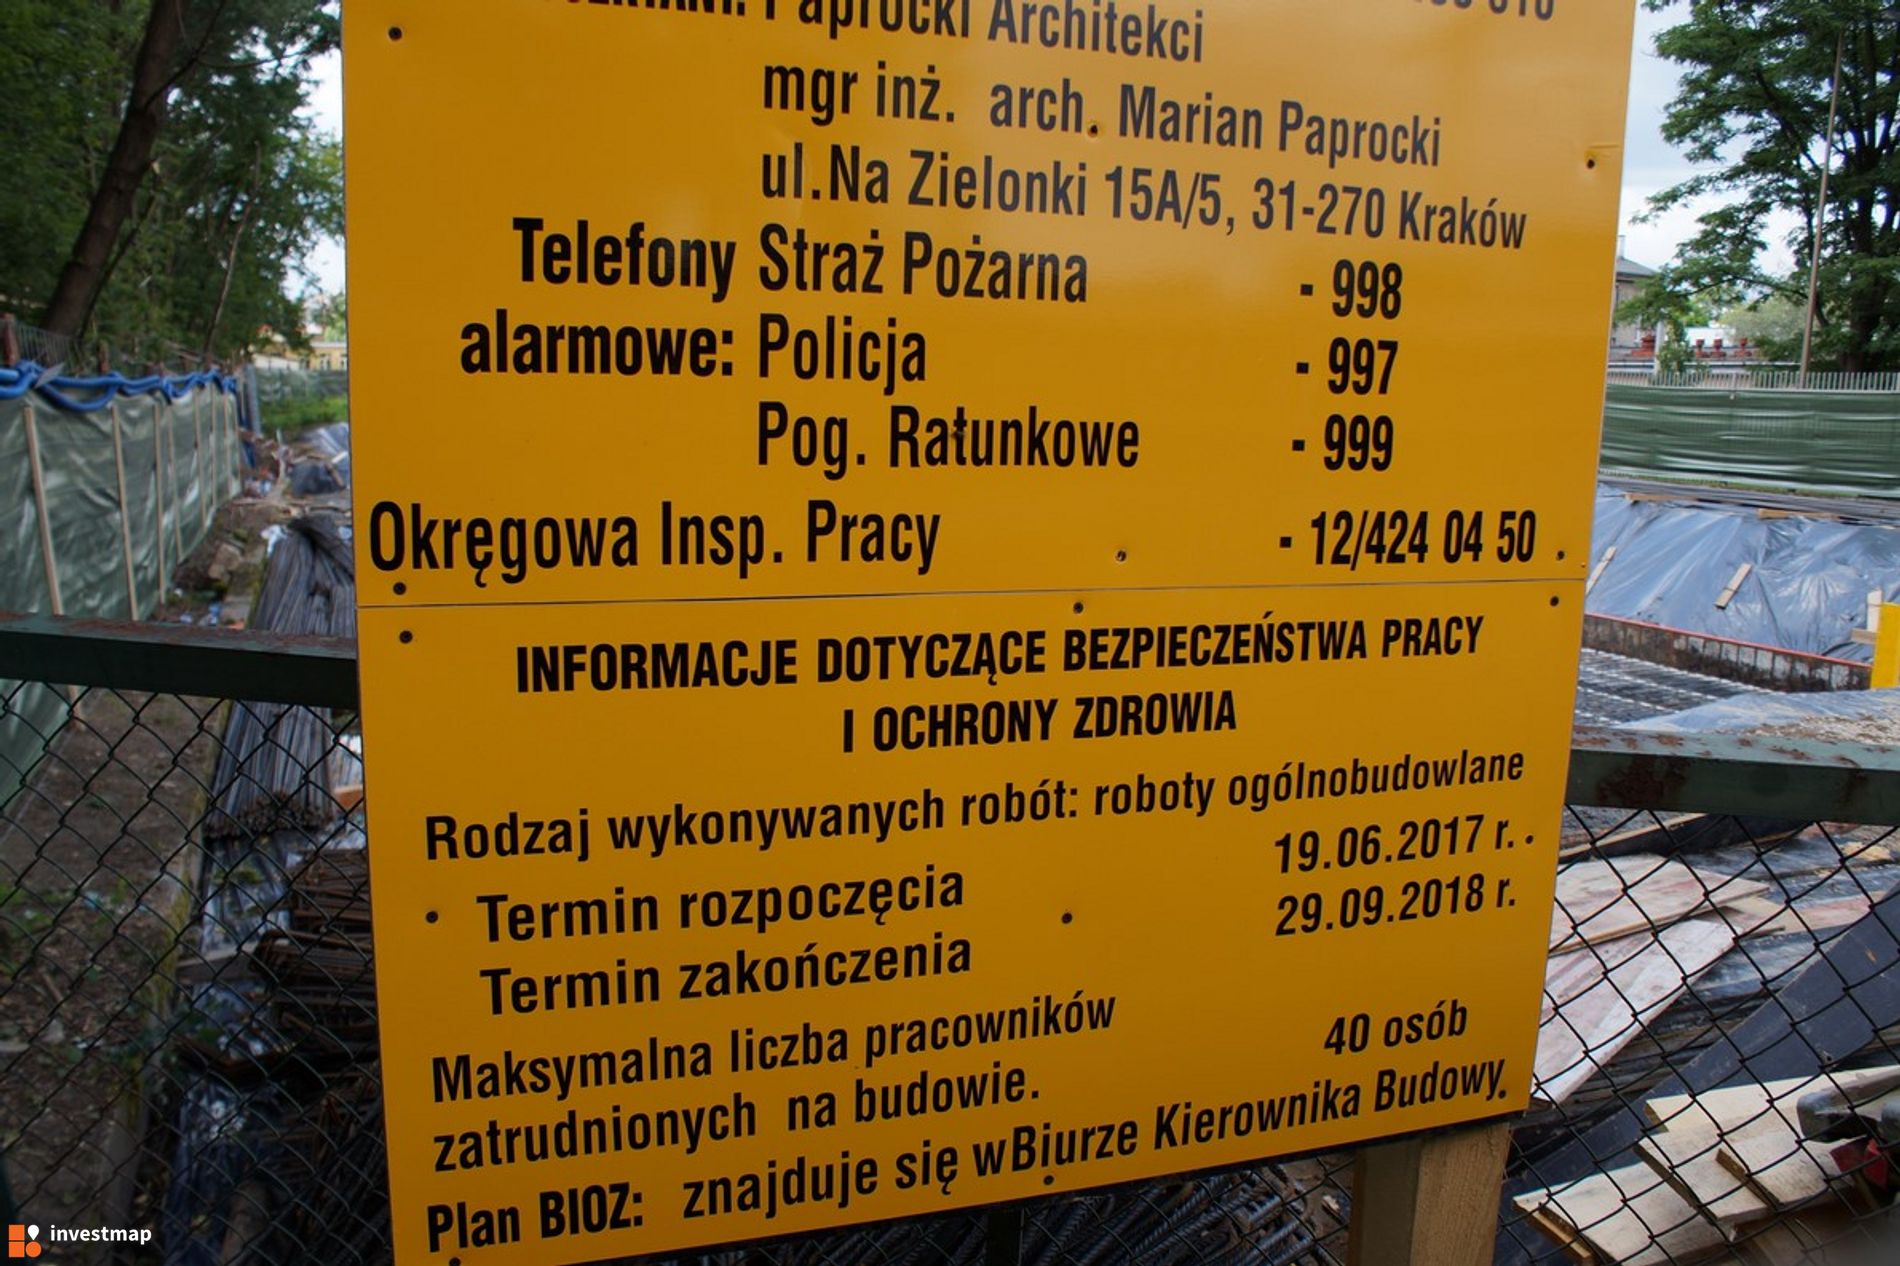 Paprocki Architekci
mgr inż. arch. Marian Paprocki
ul.Na Zielonki 15A/5, 31-270 Kraków
Telefony Straż Pożarna - 998
alarmowe: Policja - 997
Pog. Ratunkowe - 999
Okręgowa Insp. Pracy - 12/424 04 50
INFORMACJE DOTYCZĄCE BEZPIECZEŃSTWA PRACY
I OCHRONY ZDROWIA
Rodzaj wykonywanych robót: roboty ogólnobudowlane
Termin rozpoczęcia 19.06.2017 r.
Termin zakończenia 29.09.2018 r.
Maksymalna liczba pracowników
zatrudnionych na budowie. 40 osób
Plan BIOZ: znajduje się wBiurze Kierownika Budowy.
investmap